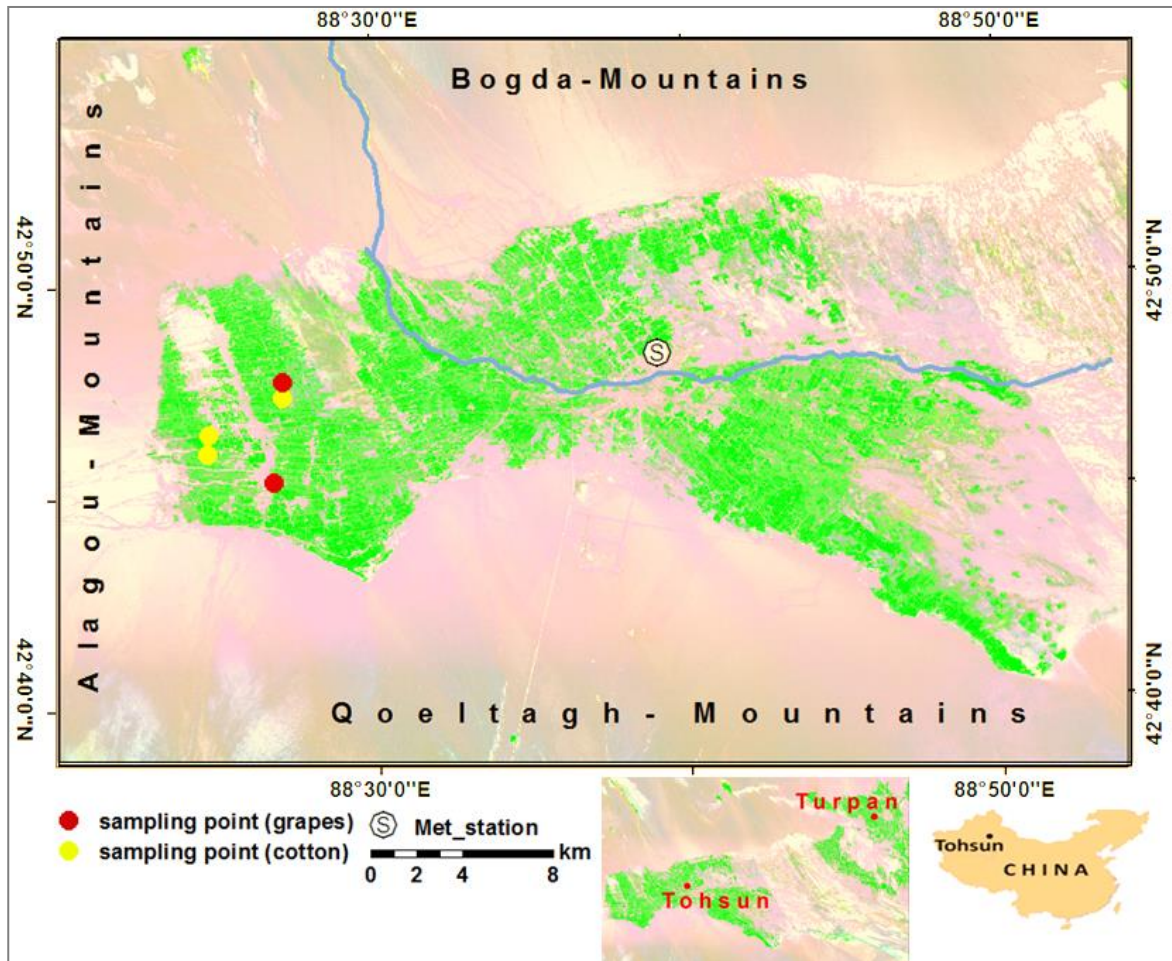 88°30'0"E 88°50'0"E
Bogda-Mountains
Alagou-Mountains
42°50'0"N
42°50'0"N
S
42°40'0"N
42°40'0"N
Qoeltagh-Mountains
88°30'0"E 88°50'0"E
sampling point (grapes)
sampling point (cotton)
S Met_station
km
0 2 4 8
Turpan
Tohsun
Tohsun
CHINA